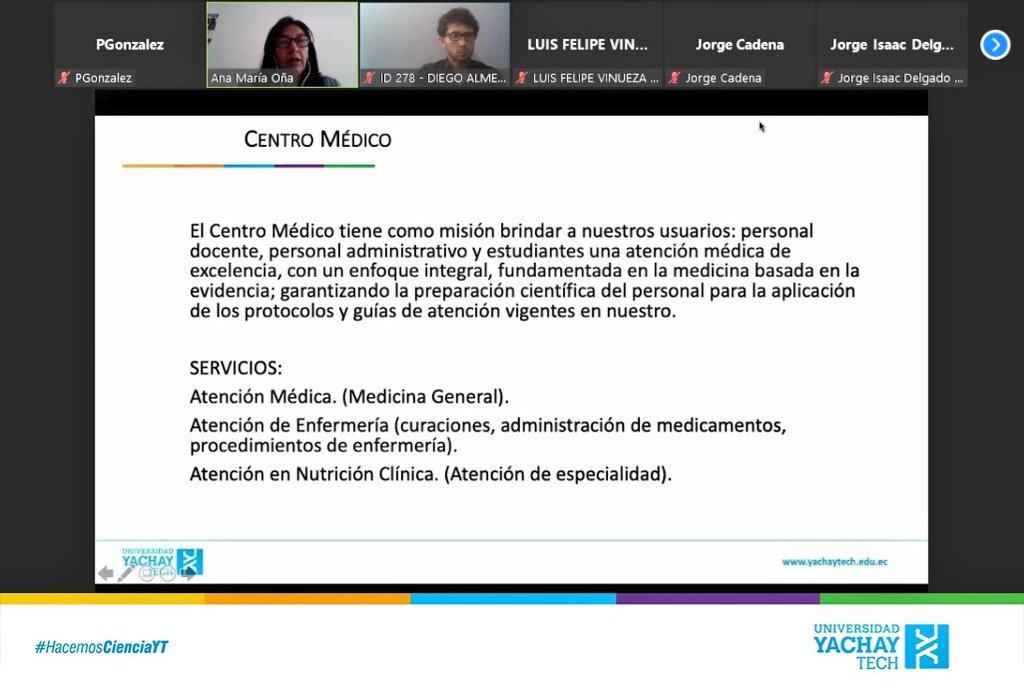 PGonzalez
LUIS FELIPE VIN...
Jorge Cadena
Jorge Isaac Delg...
PGonzalez
Ana María Oña
ID 278 - DIEGO ALME...
LUIS FELIPE VINUEZA ...
Jorge Cadena
Jorge Isaac Delgado ...
CENTRO MÉDICO
El Centro Médico tiene como misión brindar a nuestros usuarios: personal
docente, personal administrativo y estudiantes una atención médica de
excelencia, con un enfoque integral, fundamentada en la medicina basada en la
evidencia; garantizando la preparación científica del personal para la aplicación
de los protocolos y guías de atención vigentes en nuestro.
SERVICIOS:
Atención Médica. (Medicina General).
Atención de Enfermería (curaciones, administración de medicamentos,
procedimientos de enfermería).
Atención en Nutrición Clínica. (Atención de especialidad).
UNIVERSIDAD
YACHAY
TECH
www.yachaytech.edu.ec
#HacemosCienciaYT
UNIVERSIDAD
YACHAY
TECH